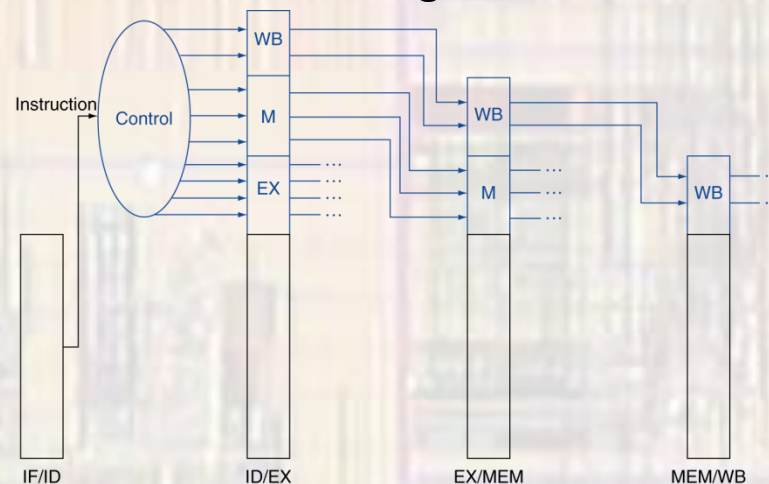 Instruction
Control
WB
M
EX
...
...
...
...
WB
M
...
...
...
WB
IF/ID
ID/EX
EX/MEM
MEM/WB